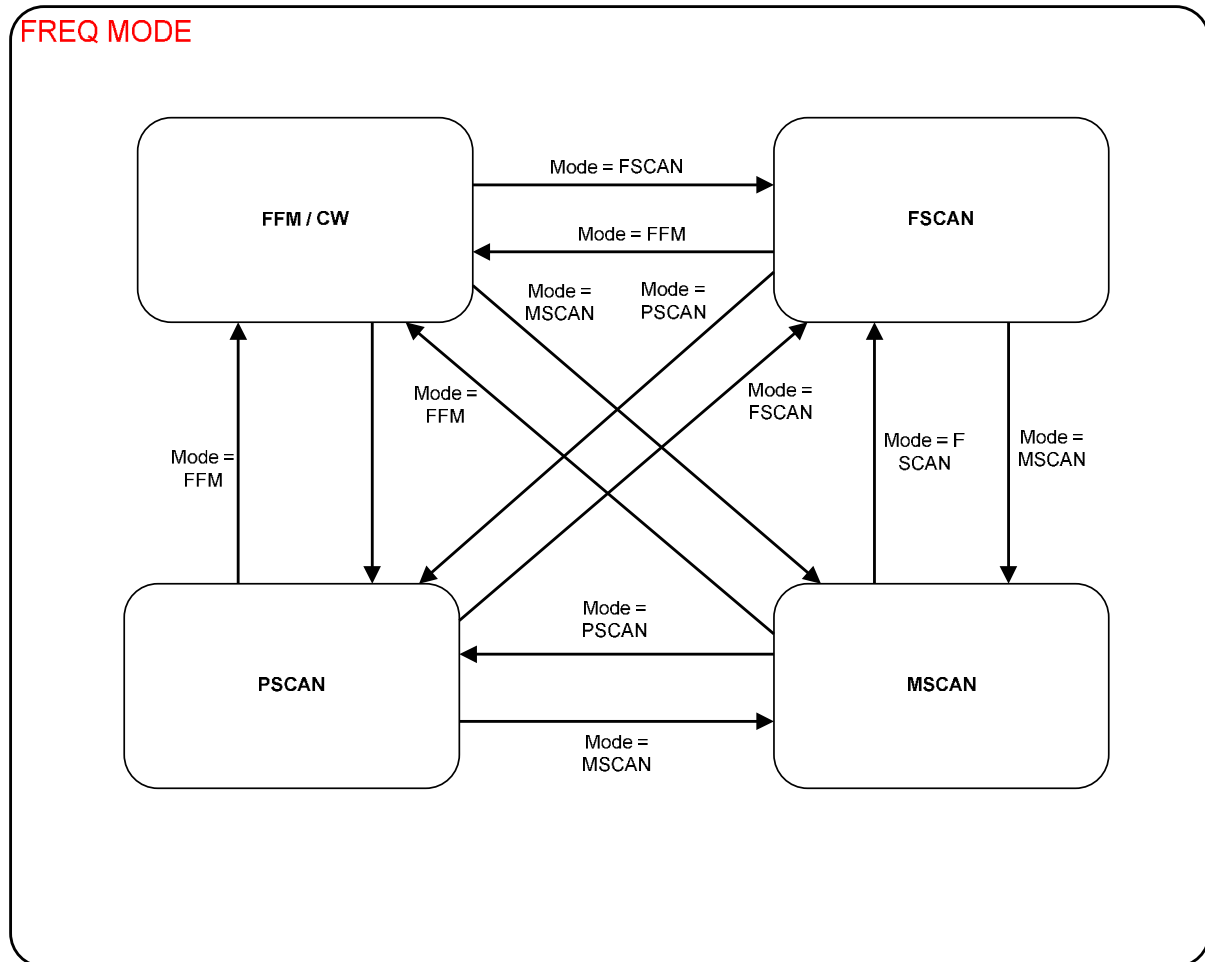 FREQ MODE
Mode = FSCAN
FFM / CW
FSCAN
Mode = FFM
Mode =
MSCAN
Mode =
PSCAN
Mode =
FFM
Mode =
FSCAN
Mode = F
SCAN
Mode =
MSCAN
Mode =
FFM
Mode =
PSCAN
PSCAN
MSCAN
Mode =
MSCAN